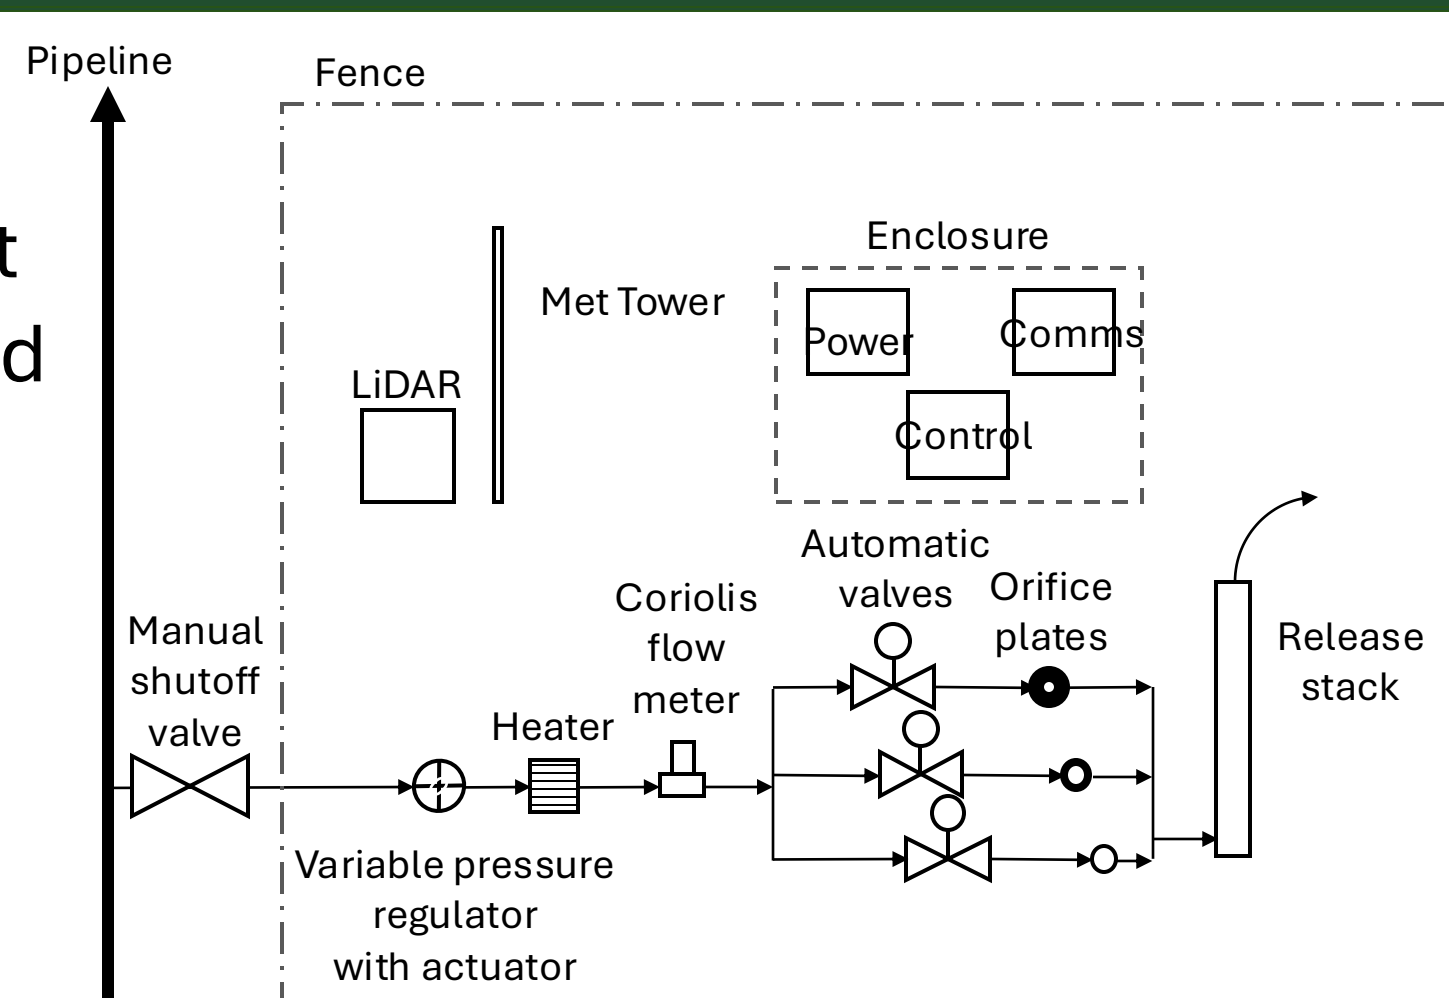 Pipeline
Fence
t
d
Enclosure
Met Tower
Power
Comms
LiDAR
Control
Automatic
valves
Orifice
plates
Coriolis
flow
meter
Manual
shutoff
valve
Release
stack
Heater
Variable pressure
regulator
with actuator